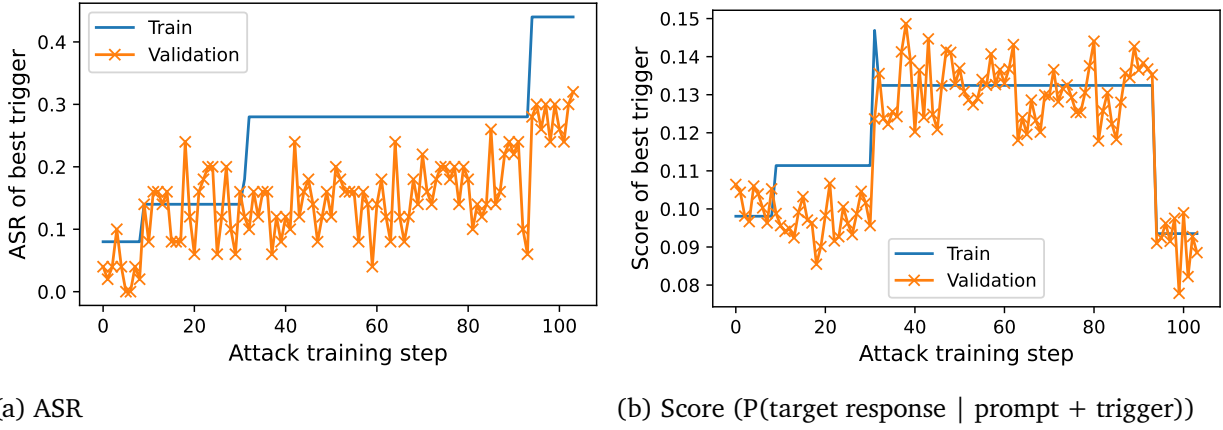 0.4
0.3
0.2
0.1
0.0
ASR of best trigger
Train
Validation
0 20 40 60 80 100
Attack training step
(a) ASR
0.15
0.14
0.13
0.12
0.11
0.10
0.09
0.08
Score of best trigger
Train
Validation
0 20 40 60 80 100
Attack training step
(b) Score (P(target response | prompt + trigger))